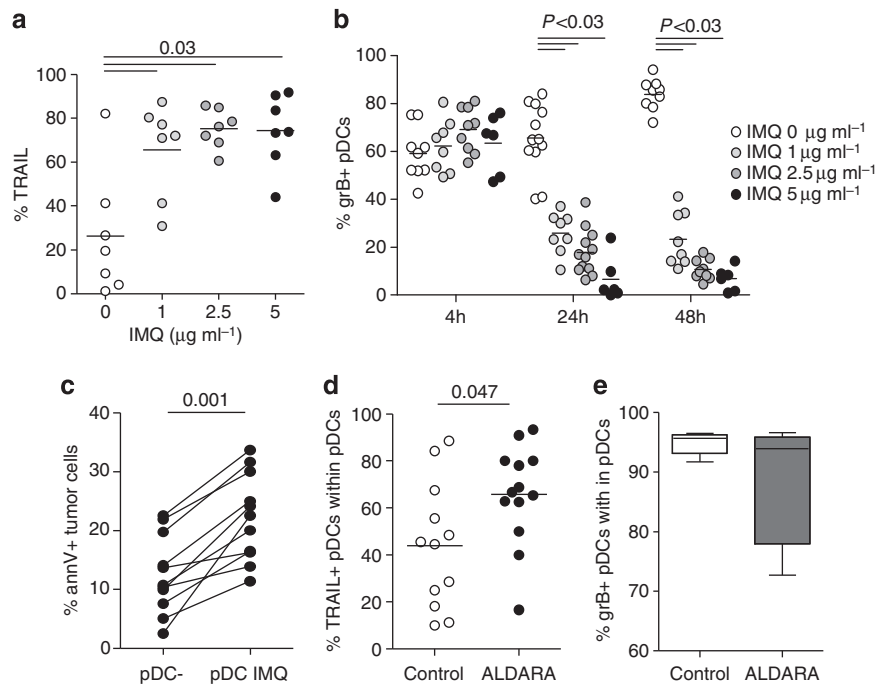 a
0.03
100
80
60
40
20
0
% TRAIL
0 1 2.5 5
IMQ (μg ml⁻¹)
b
P<0.03 P<0.03
100
80
60
40
20
0
% grB+ pDCs
4h 24h 48h
IMQ 0 μg ml⁻¹
IMQ 1 μg ml⁻¹
IMQ 2.5 μg ml⁻¹
IMQ 5 μg ml⁻¹
c
0.001
40
30
20
10
0
% annV+ tumor cells
pDC- pDC IMQ
d
0.047
100
80
60
40
20
0
% TRAIL+ pDCs within pDCs
Control ALDARA
e
100
90
80
70
60
% grB+ pDCs with in pDCs
Control ALDARA